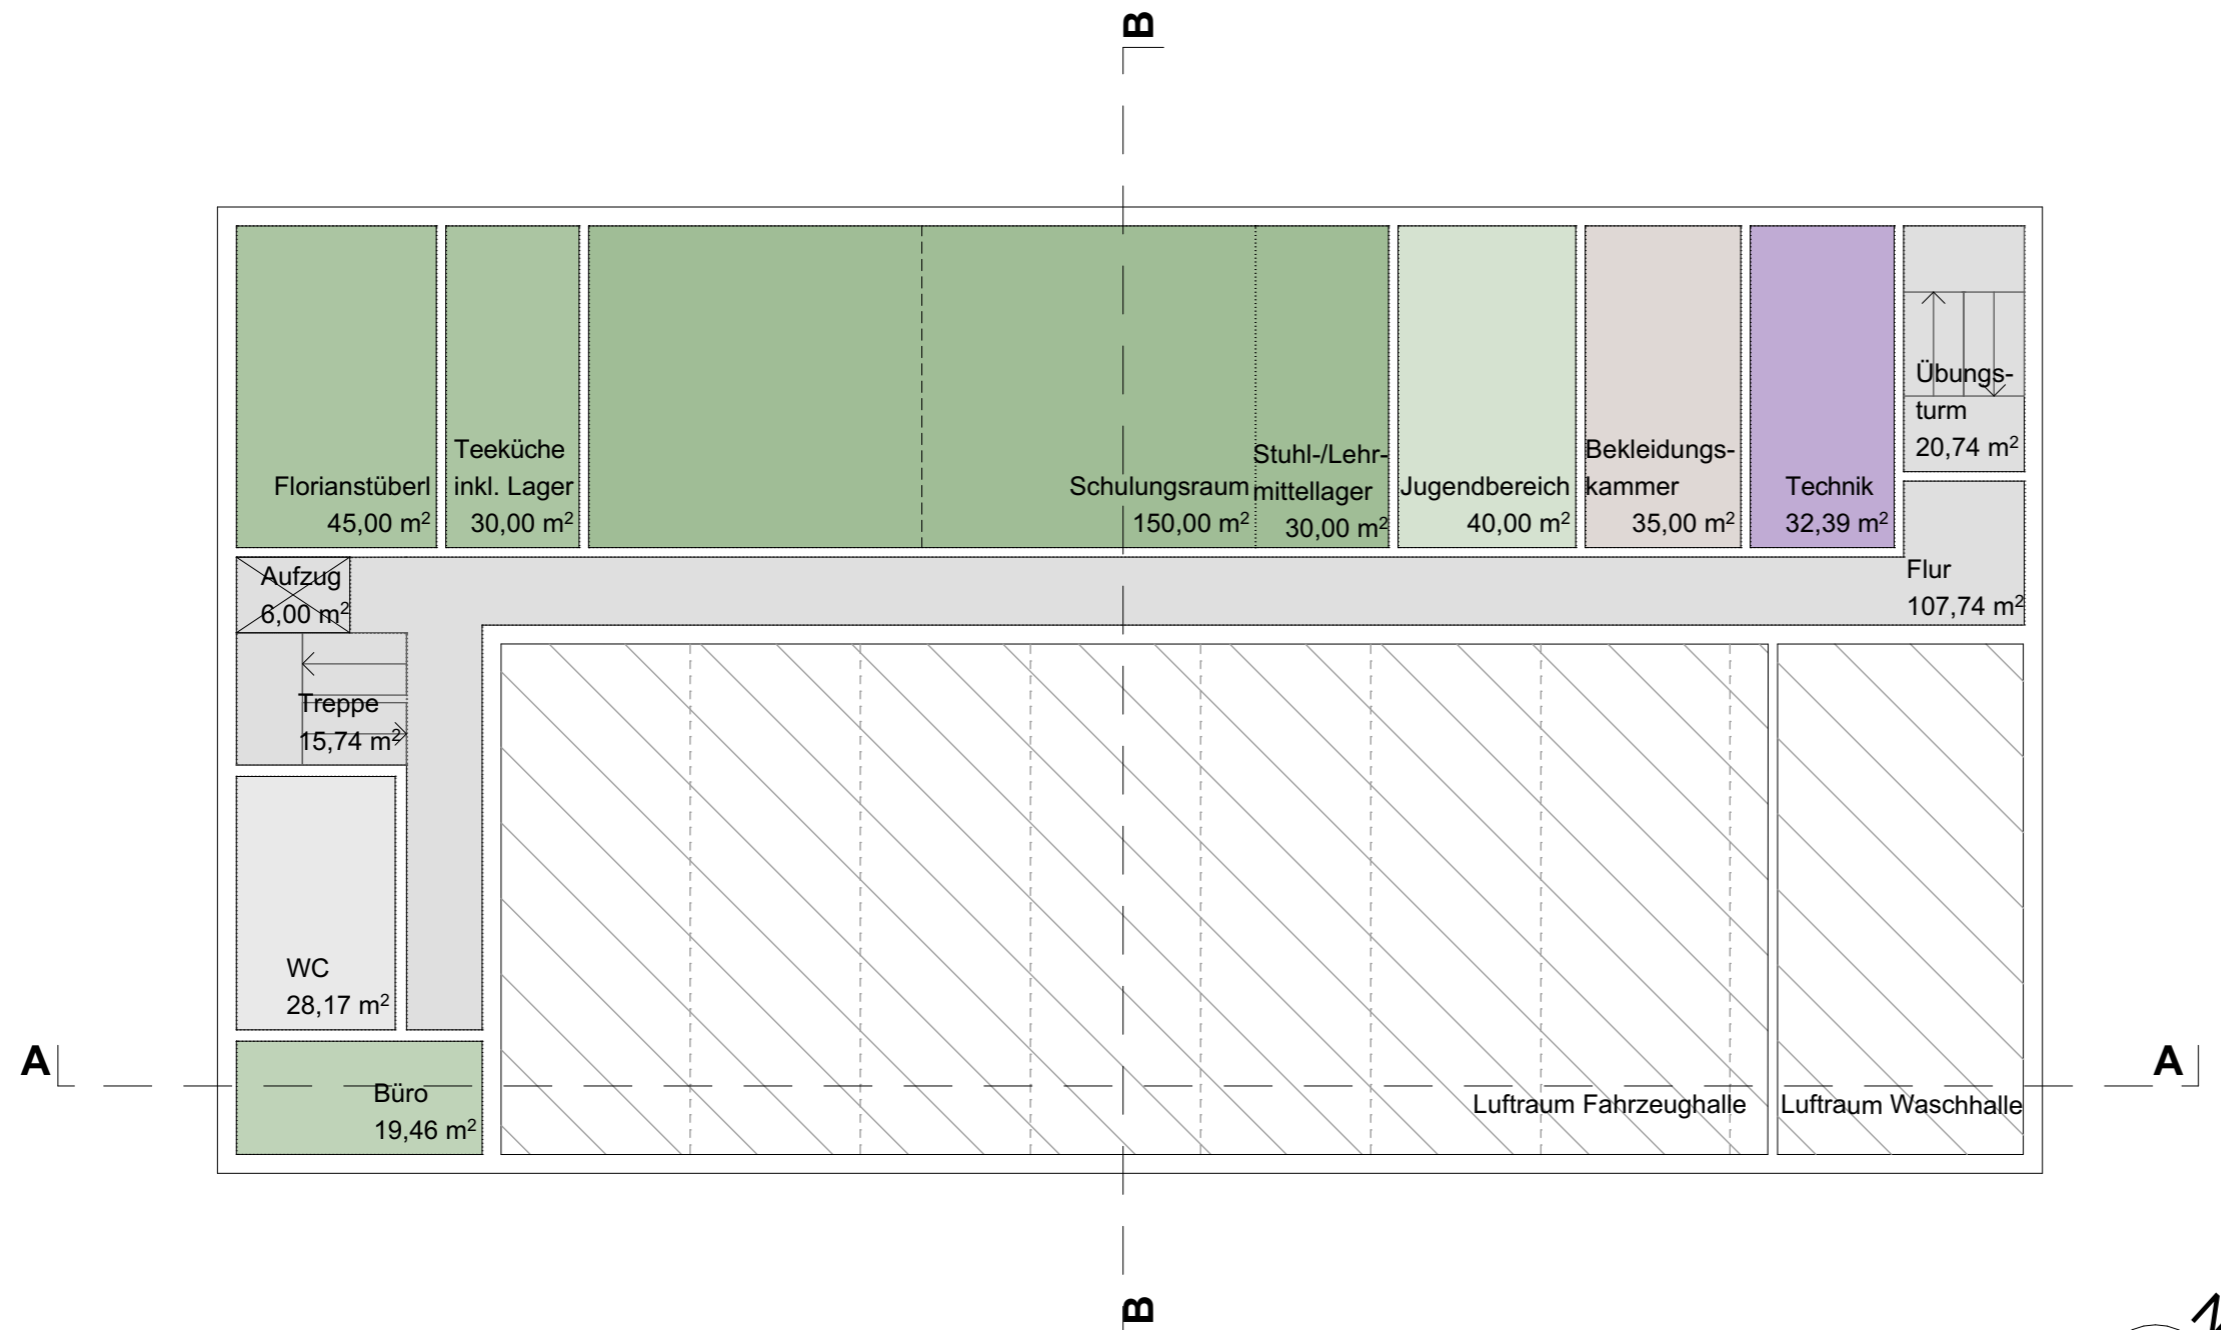 B
Florianstüberl
45,00 m²
Teeküche
inkl. Lager
30,00 m²
Schulungsraum
150,00 m²
Stuhl-/Lehr-
mittellager
30,00 m²
Jugendbereich
40,00 m²
Bekleidungs-
kammer
35,00 m²
Technik
32,39 m²
Übungs-
turm
20,74 m²
Aufzug
6,00 m²
Flur
107,74 m²
Treppe
15,74 m²
WC
28,17 m²
A
A
Büro
19,46 m²
Luftraum Fahrzeughalle
Luftraum Waschhalle
B